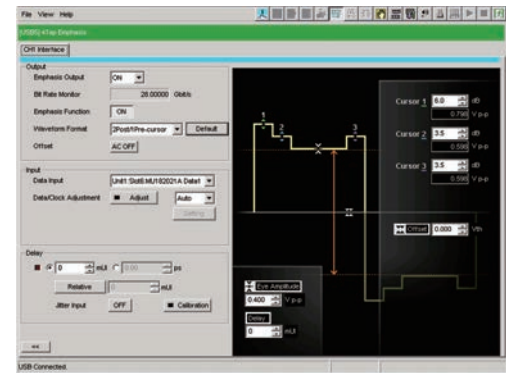 File View Help
[USB5] 4Tap Emphasis
CH1 Interface
Output
Emphasis Output ON
Bit Rate Monitor 28.00000 Gbit/s
Emphasis Function ON
Waveform Format 2Post/1Pre-cursor Default
Offset AC OFF
Input
Data Input Unit1:Slot6:MU182021A Data1
Data/Clock Adjustment Adjust Auto
Setting
Delay
0 mUI 0.00 ps
Relative 0 mUI
Jitter Input OFF Calibration
<<
USB Connected.
1
2
3
Cursor 1 6.0 dB
0.798 V p-p
Cursor 2 3.5 dB
0.598 V p-p
Cursor 3 3.5 dB
0.598 V p-p
Offset 0.000 Vth
Eye Amplitude
0.400 V p-p
Delay
0 mUI